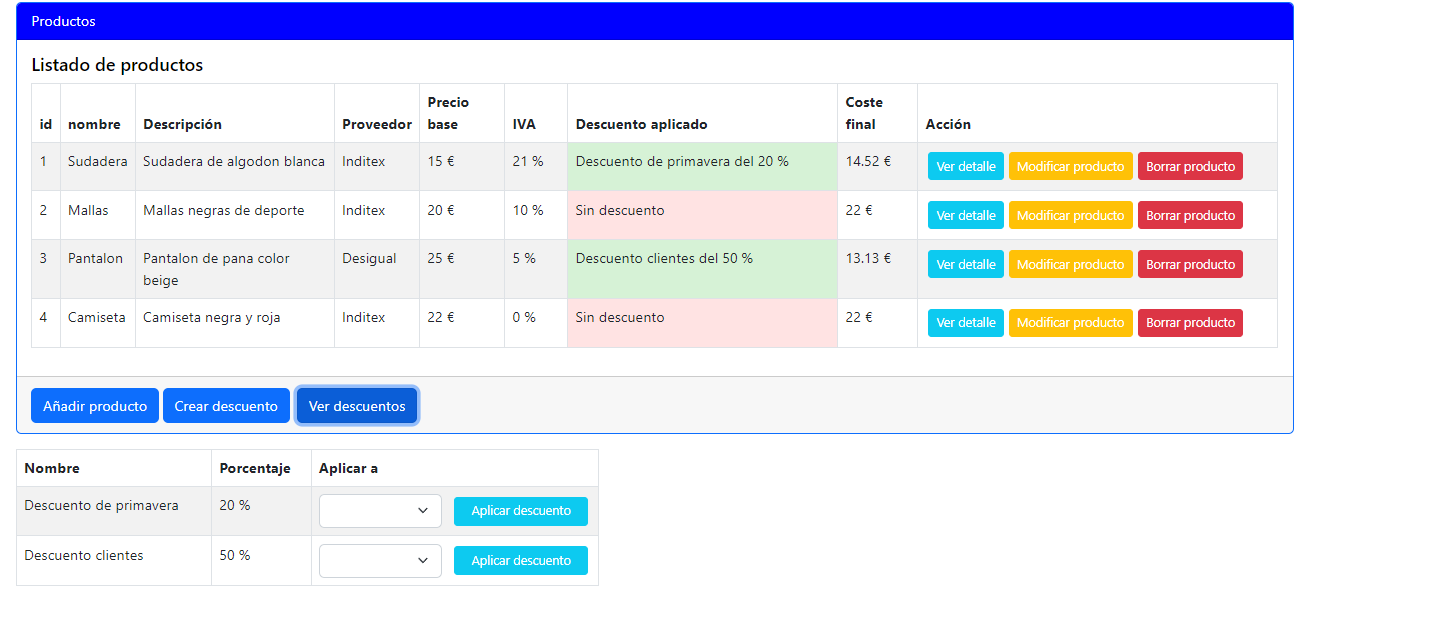 Productos
Listado de productos
id nombre Descripción Proveedor Precio base IVA Descuento aplicado Coste final Acción
1 Sudadera Sudadera de algodon blanca Inditex 15 € 21 % Descuento de primavera del 20 % 14.52 € Ver detalle Modificar producto Borrar producto
2 Mallas Mallas negras de deporte Inditex 20 € 10 % Sin descuento 22 € Ver detalle Modificar producto Borrar producto
3 Pantalon Pantalon de pana color beige Desigual 25 € 5 % Descuento clientes del 50 % 13.13 € Ver detalle Modificar producto Borrar producto
4 Camiseta Camiseta negra y roja Inditex 22 € 0 % Sin descuento 22 € Ver detalle Modificar producto Borrar producto
Añadir producto Crear descuento Ver descuentos
Nombre Porcentaje Aplicar a
Descuento de primavera 20 % Aplicar descuento
Descuento clientes 50 % Aplicar descuento